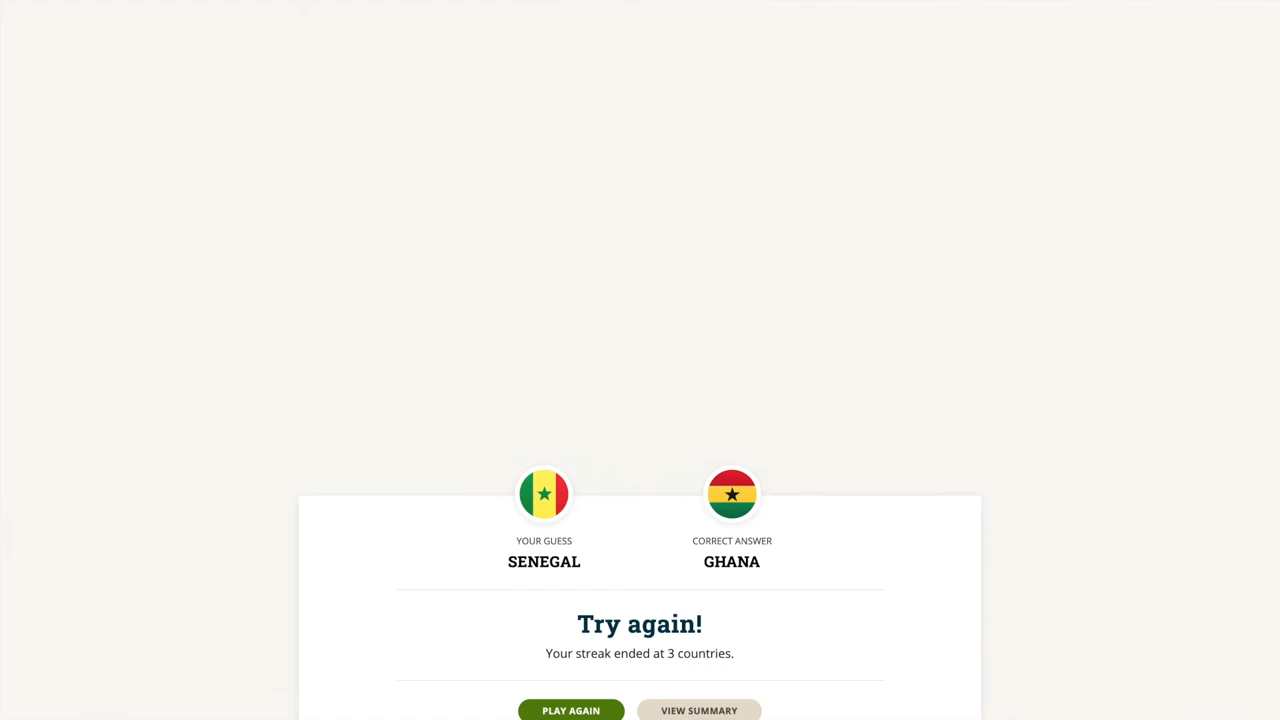 YOUR GUESS
SENEGAL
CORRECT ANSWER
GHANA
Try again!
Your streak ended at 3 countries.
PLAY AGAIN
VIEW SUMMARY